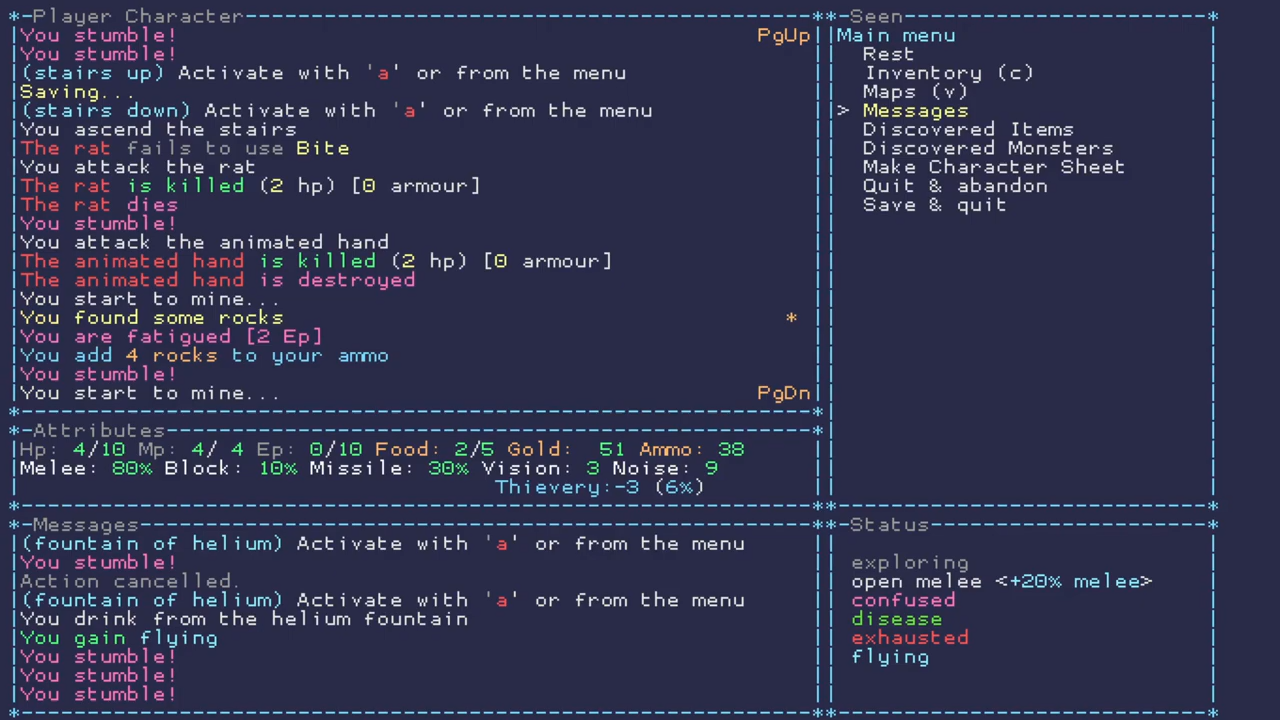 Player Character
You stumble! PgUp
You stumble!
(stairs up) Activate with 'a' or from the menu
Saving...
(stairs down) Activate with 'a' or from the menu
You ascend the stairs
The rat fails to use Bite
You attack the rat
The rat is killed (2 hp) [0 armour]
The rat dies
You stumble!
You attack the animated hand
The animated hand is killed (2 hp) [0 armour]
The animated hand is destroyed
You start to mine...
You found some rocks *
You are fatigued [2 Ep]
You add 4 rocks to your ammo
You stumble!
You start to mine... PgDn
Seen
Main menu
Rest
Inventory (c)
Maps (v)
> Messages
Discovered Items
Discovered Monsters
Make Character Sheet
Quit & abandon
Save & quit
Attributes
Hp: 4/10 Mp: 4/ 4 Ep: 0/10 Food: 2/5 Gold: 51 Ammo: 38
Melee: 80% Block: 10% Missile: 30% Vision: 3 Noise: 9
Thievery:-3 (6%)
Messages
(fountain of helium) Activate with 'a' or from the menu
You stumble!
Action cancelled.
(fountain of helium) Activate with 'a' or from the menu
You drink from the helium fountain
You gain flying
You stumble!
You stumble!
You stumble!
Status
exploring
open melee <+20% melee>
confused
disease
exhausted
flying